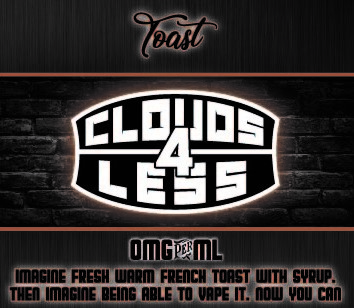 Toast
CLOUDS
4
LESS
OMG PER ML
IMAGINE FRESH WARM FRENCH TOAST WITH SYRUP.
THEN IMAGINE BEING ABLE TO VAPE IT. NOW YOU CAN